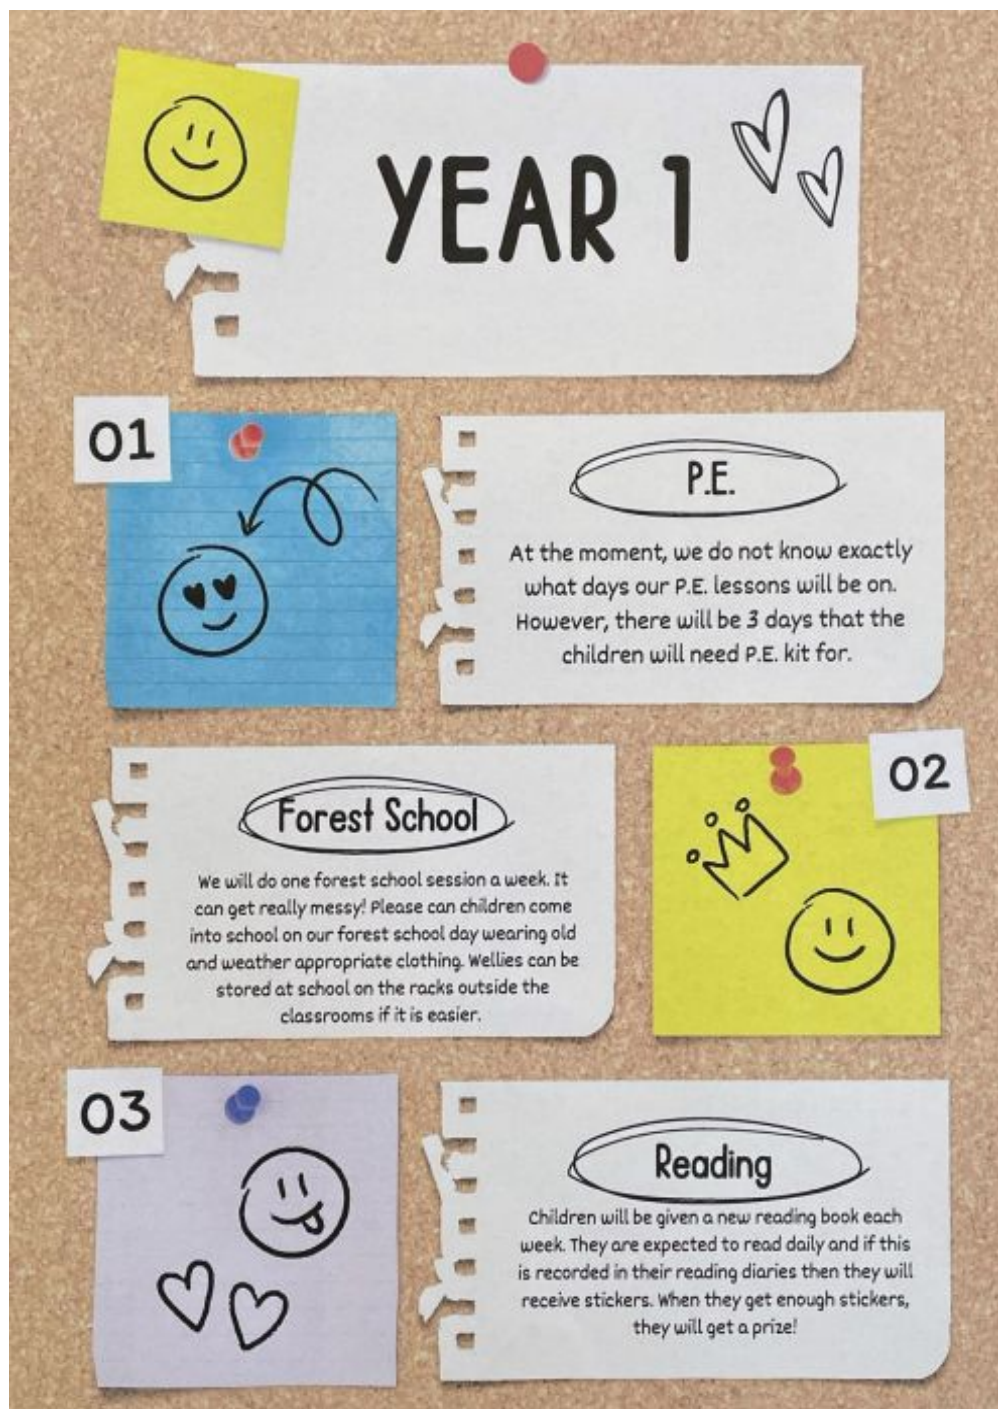 YEAR 1
01
P.E.
At the moment, we do not know exactly
what days our P.E. lessons will be on.
However, there will be 3 days that the
children will need P.E. kit for.
Forest School
02
We will do one forest school session a week. It
can get really messy! Please can children come
into school on our forest school day wearing old
and weather appropriate clothing. Wellies can be
stored at school on the racks outside the
classrooms if it is easier.
03
Reading
Children will be given a new reading book each
week. They are expected to read daily and if this
is recorded in their reading diaries then they will
receive stickers. When they get enough stickers,
they will get a prize!